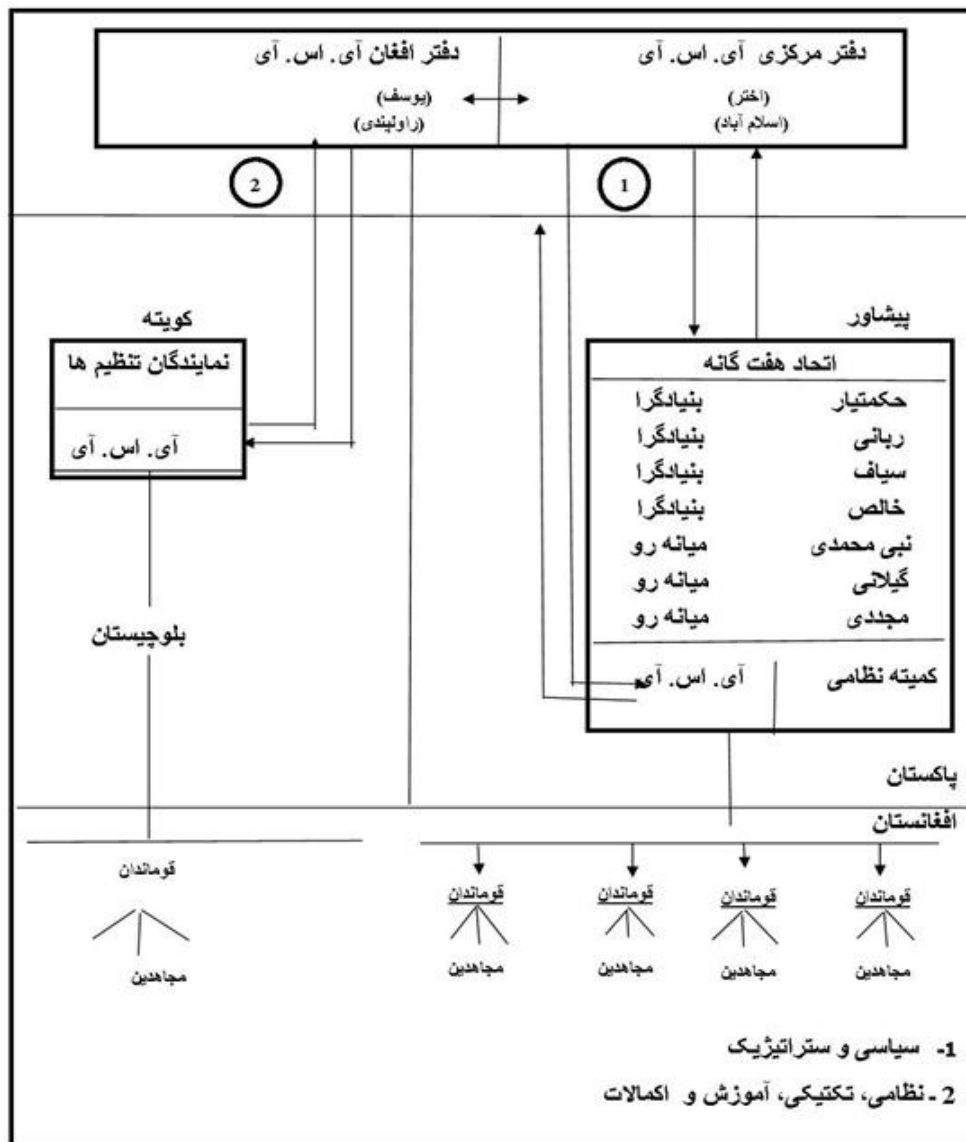 دفتر مرکزی آی. اس. آی
(اختر)
(اسلام آباد)
دفتر افغان آی. اس. آی
(یوسف)
(راولپندی)
1
2
پیشاور
اتحاد هفت گانه
حکمتیار بنیادگرا
ربانی بنیادگرا
سیاف بنیادگرا
خالص بنیادگرا
نبی محمدی میانه رو
گیلانی میانه رو
مجددی میانه رو
کمیته نظامی آی. اس. آی
کویته
نمایندگان تنظیم ها
آی. اس. آی
بلوچیستان
پاکستان
افغانستان
قوماندان قوماندان قوماندان قوماندان
مجاهدین مجاهدین مجاهدین مجاهدین
قوماندان
مجاهدین
1- سیاسی و ستراتیژیک
2 - نظامی، تکتیکی، آموزش و اکمالات